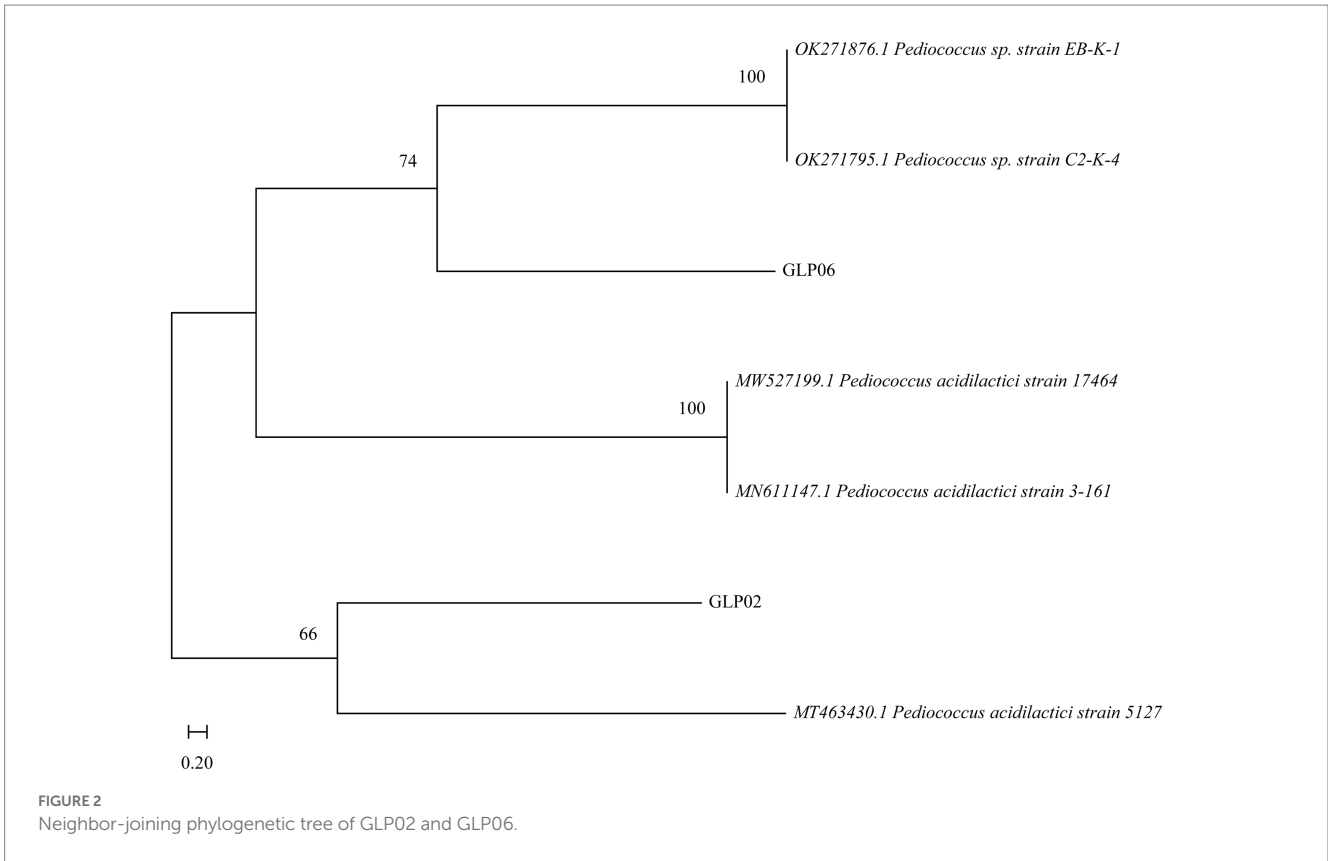 OK271876.1 Pediococcus sp. strain EB-K-1
100
OK271795.1 Pediococcus sp. strain C2-K-4
74
GLP06
MW527199.1 Pediococcus acidilactici strain 17464
100
MN611147.1 Pediococcus acidilactici strain 3-161
GLP02
66
MT463430.1 Pediococcus acidilactici strain 5127
0.20
FIGURE 2
Neighbor-joining phylogenetic tree of GLP02 and GLP06.